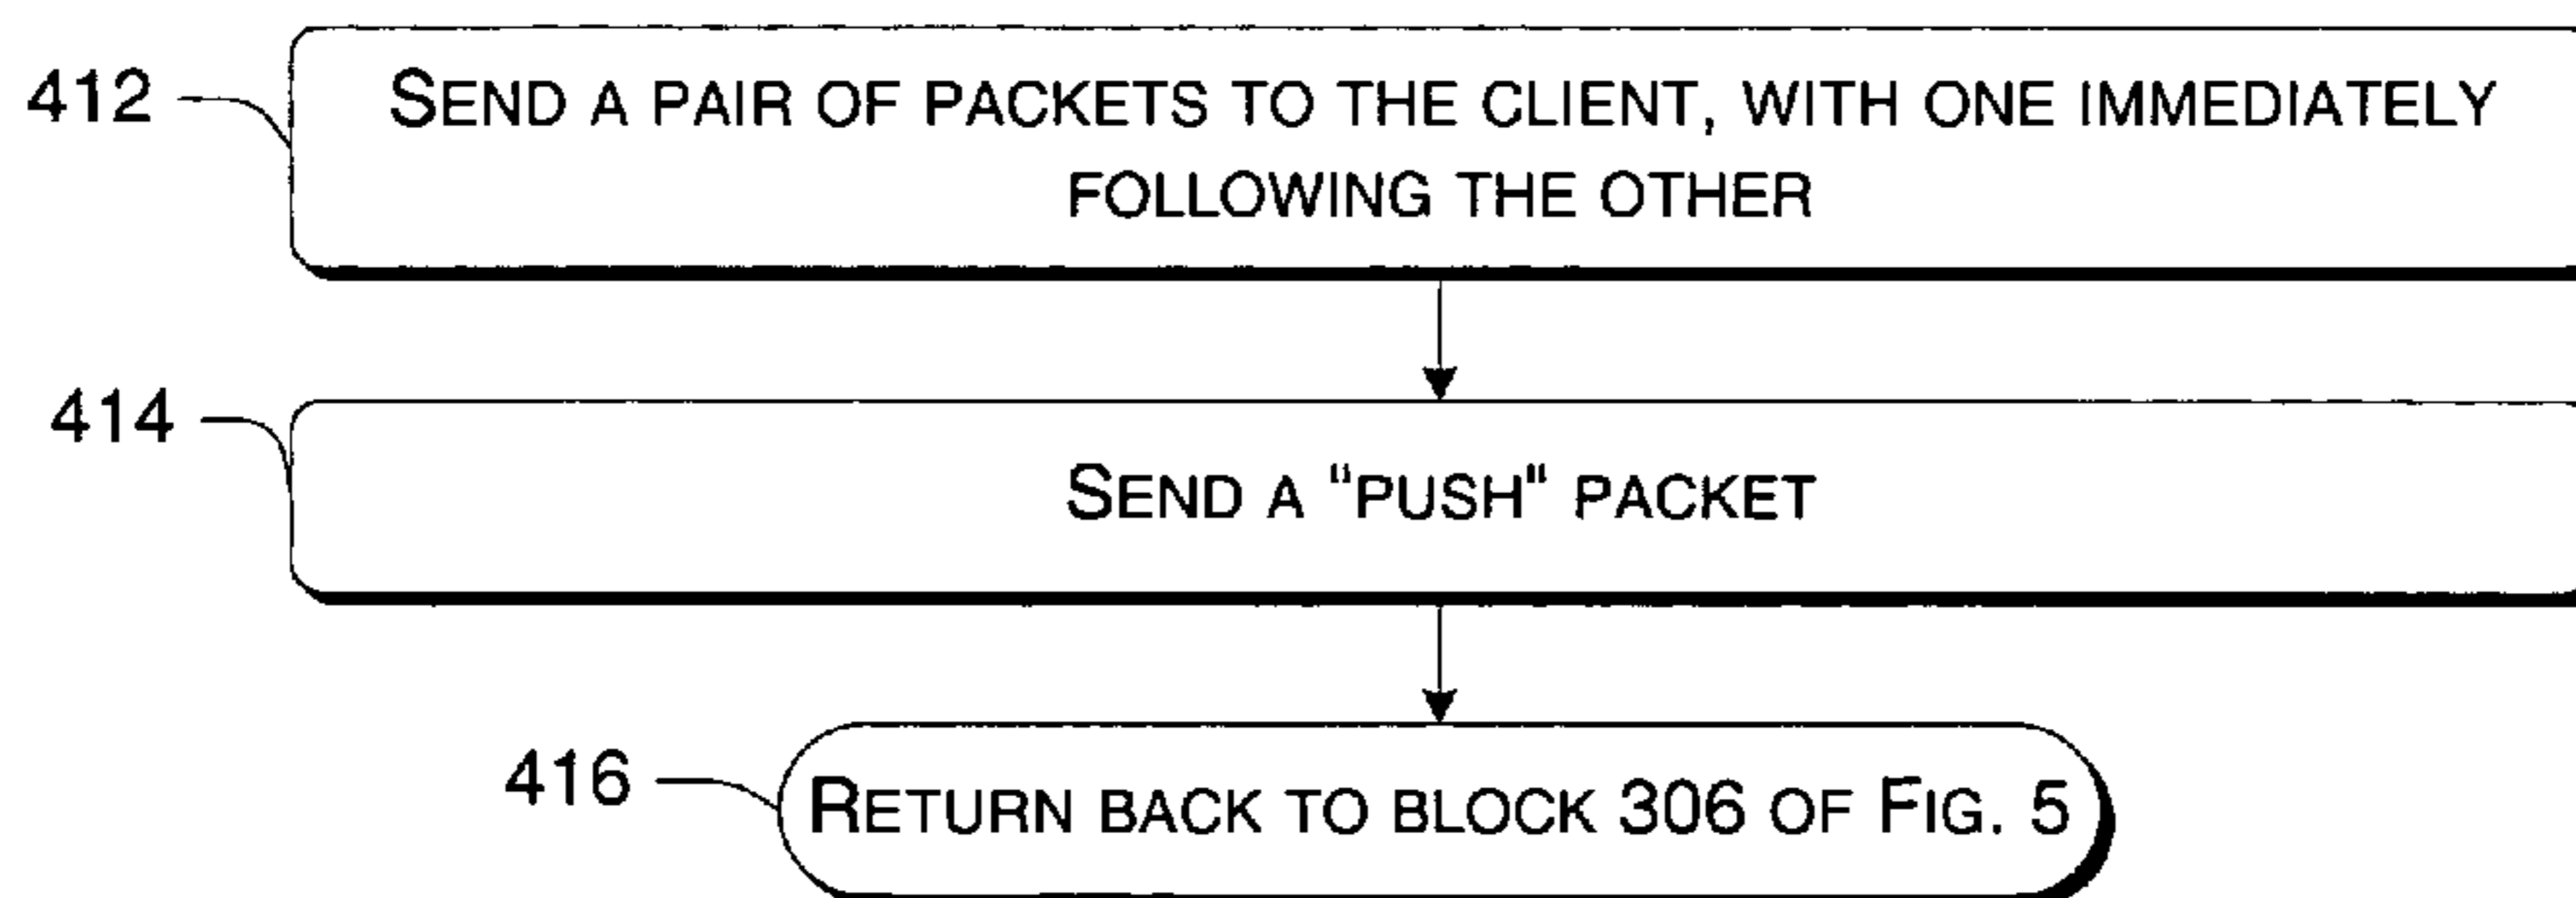 412
SEND A PAIR OF PACKETS TO THE CLIENT, WITH ONE IMMEDIATELY
FOLLOWING THE OTHER
414
SEND A "PUSH" PACKET
416
RETURN BACK TO BLOCK 306 OF FIG. 5